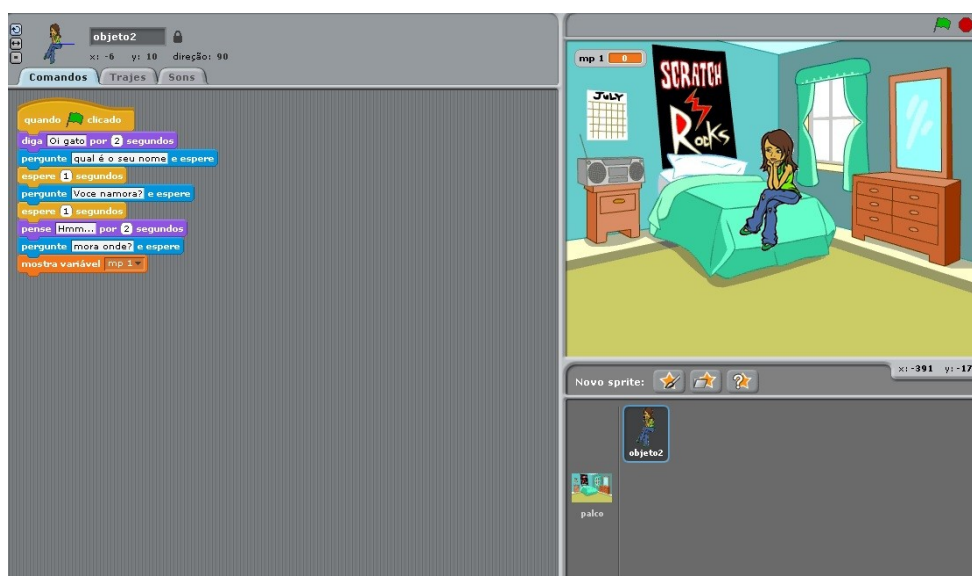 objeto2
x: -6 y: 10 direção: 90
Comandos Trajes Sons
quando clicado
diga Oi gato por 2 segundos
pergunte qual é o seu nome e espere
espere 1 segundos
pergunte Voce namora? e espere
espere 1 segundos
pense Hmm... por 2 segundos
pergunte mora onde? e espere
mostra variável mp 1
mp 1 0
JULY
SCRATCH
Rocks
x: -391 y: -17
Novo sprite:
objeto2
palco